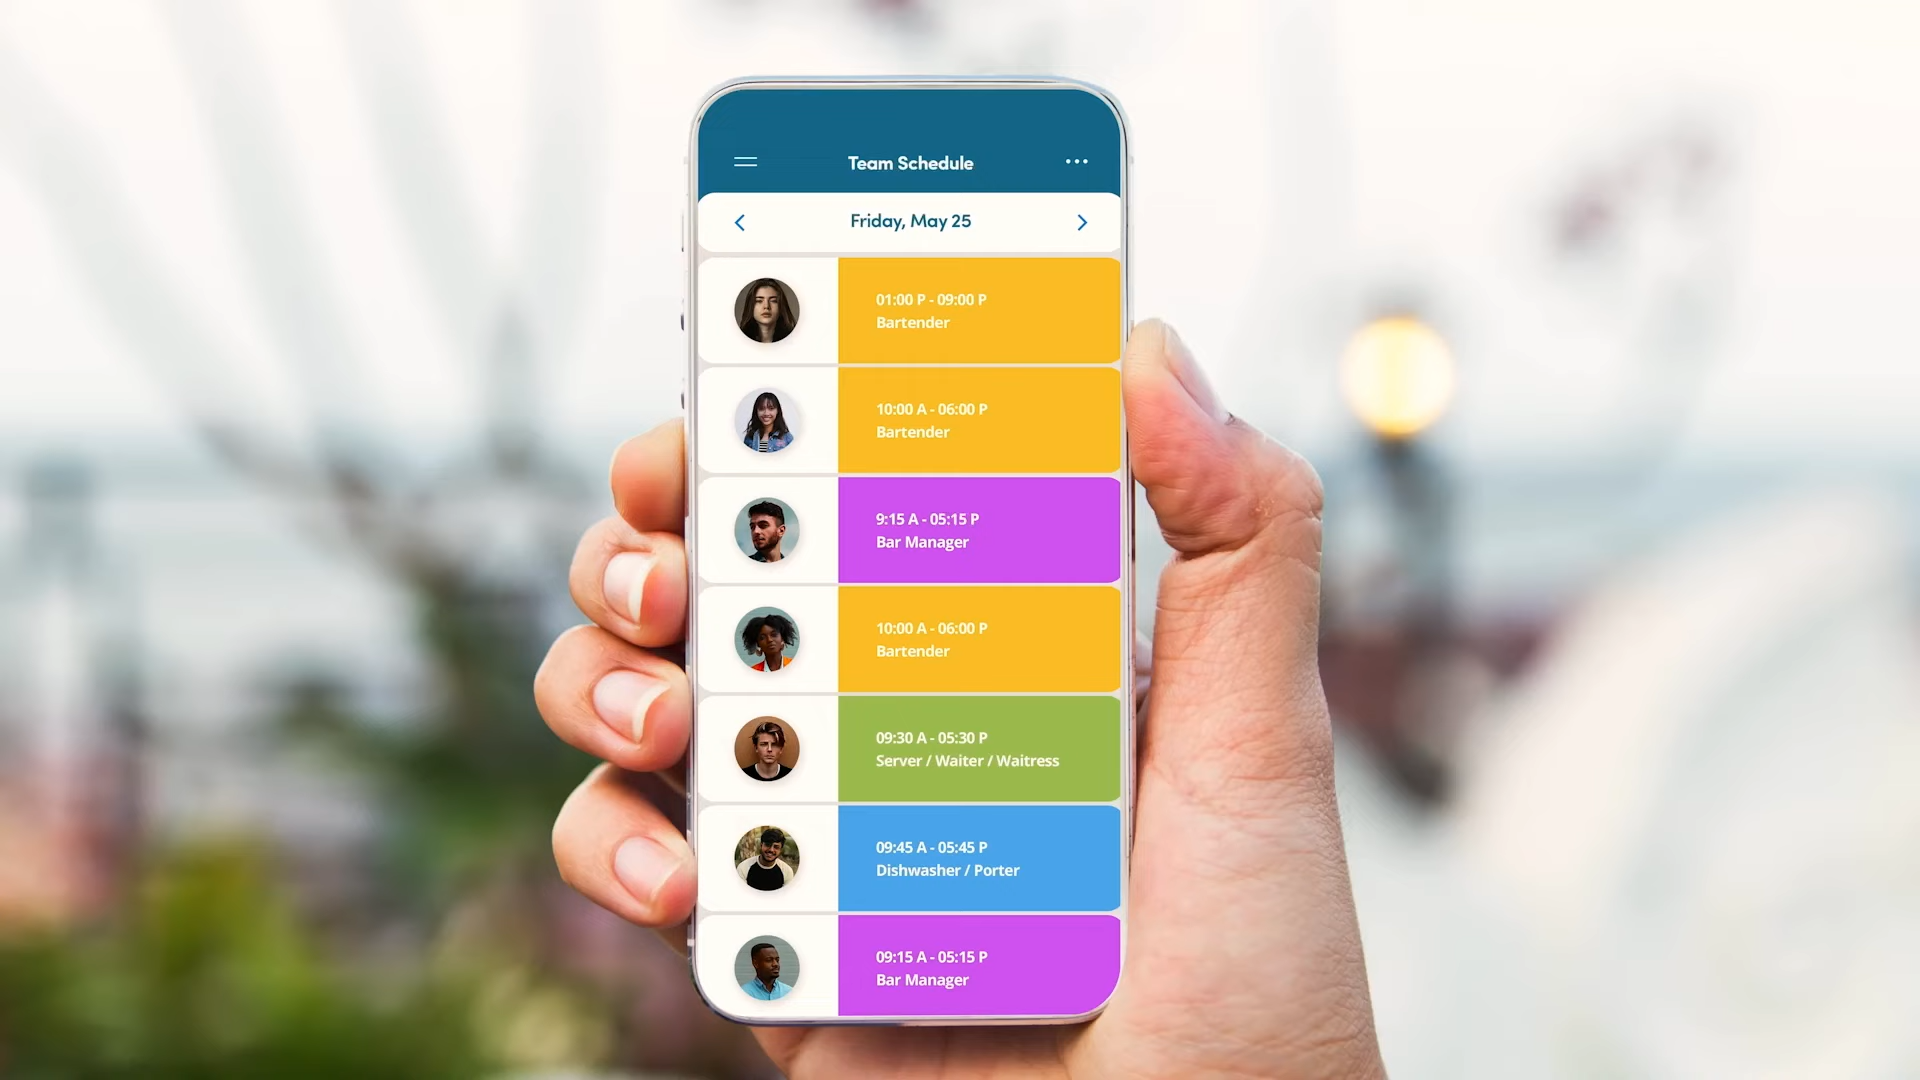 Team Schedule
Friday, May 25
01:00 P - 09:00 P
Bartender
10:00 A - 06:00 P
Bartender
9:15 A - 05:15 P
Bar Manager
10:00 A - 06:00 P
Bartender
09:30 A - 05:30 P
Server / Waiter / Waitress
09:45 A - 05:45 P
Dishwasher / Porter
09:15 A - 05:15 P
Bar Manager